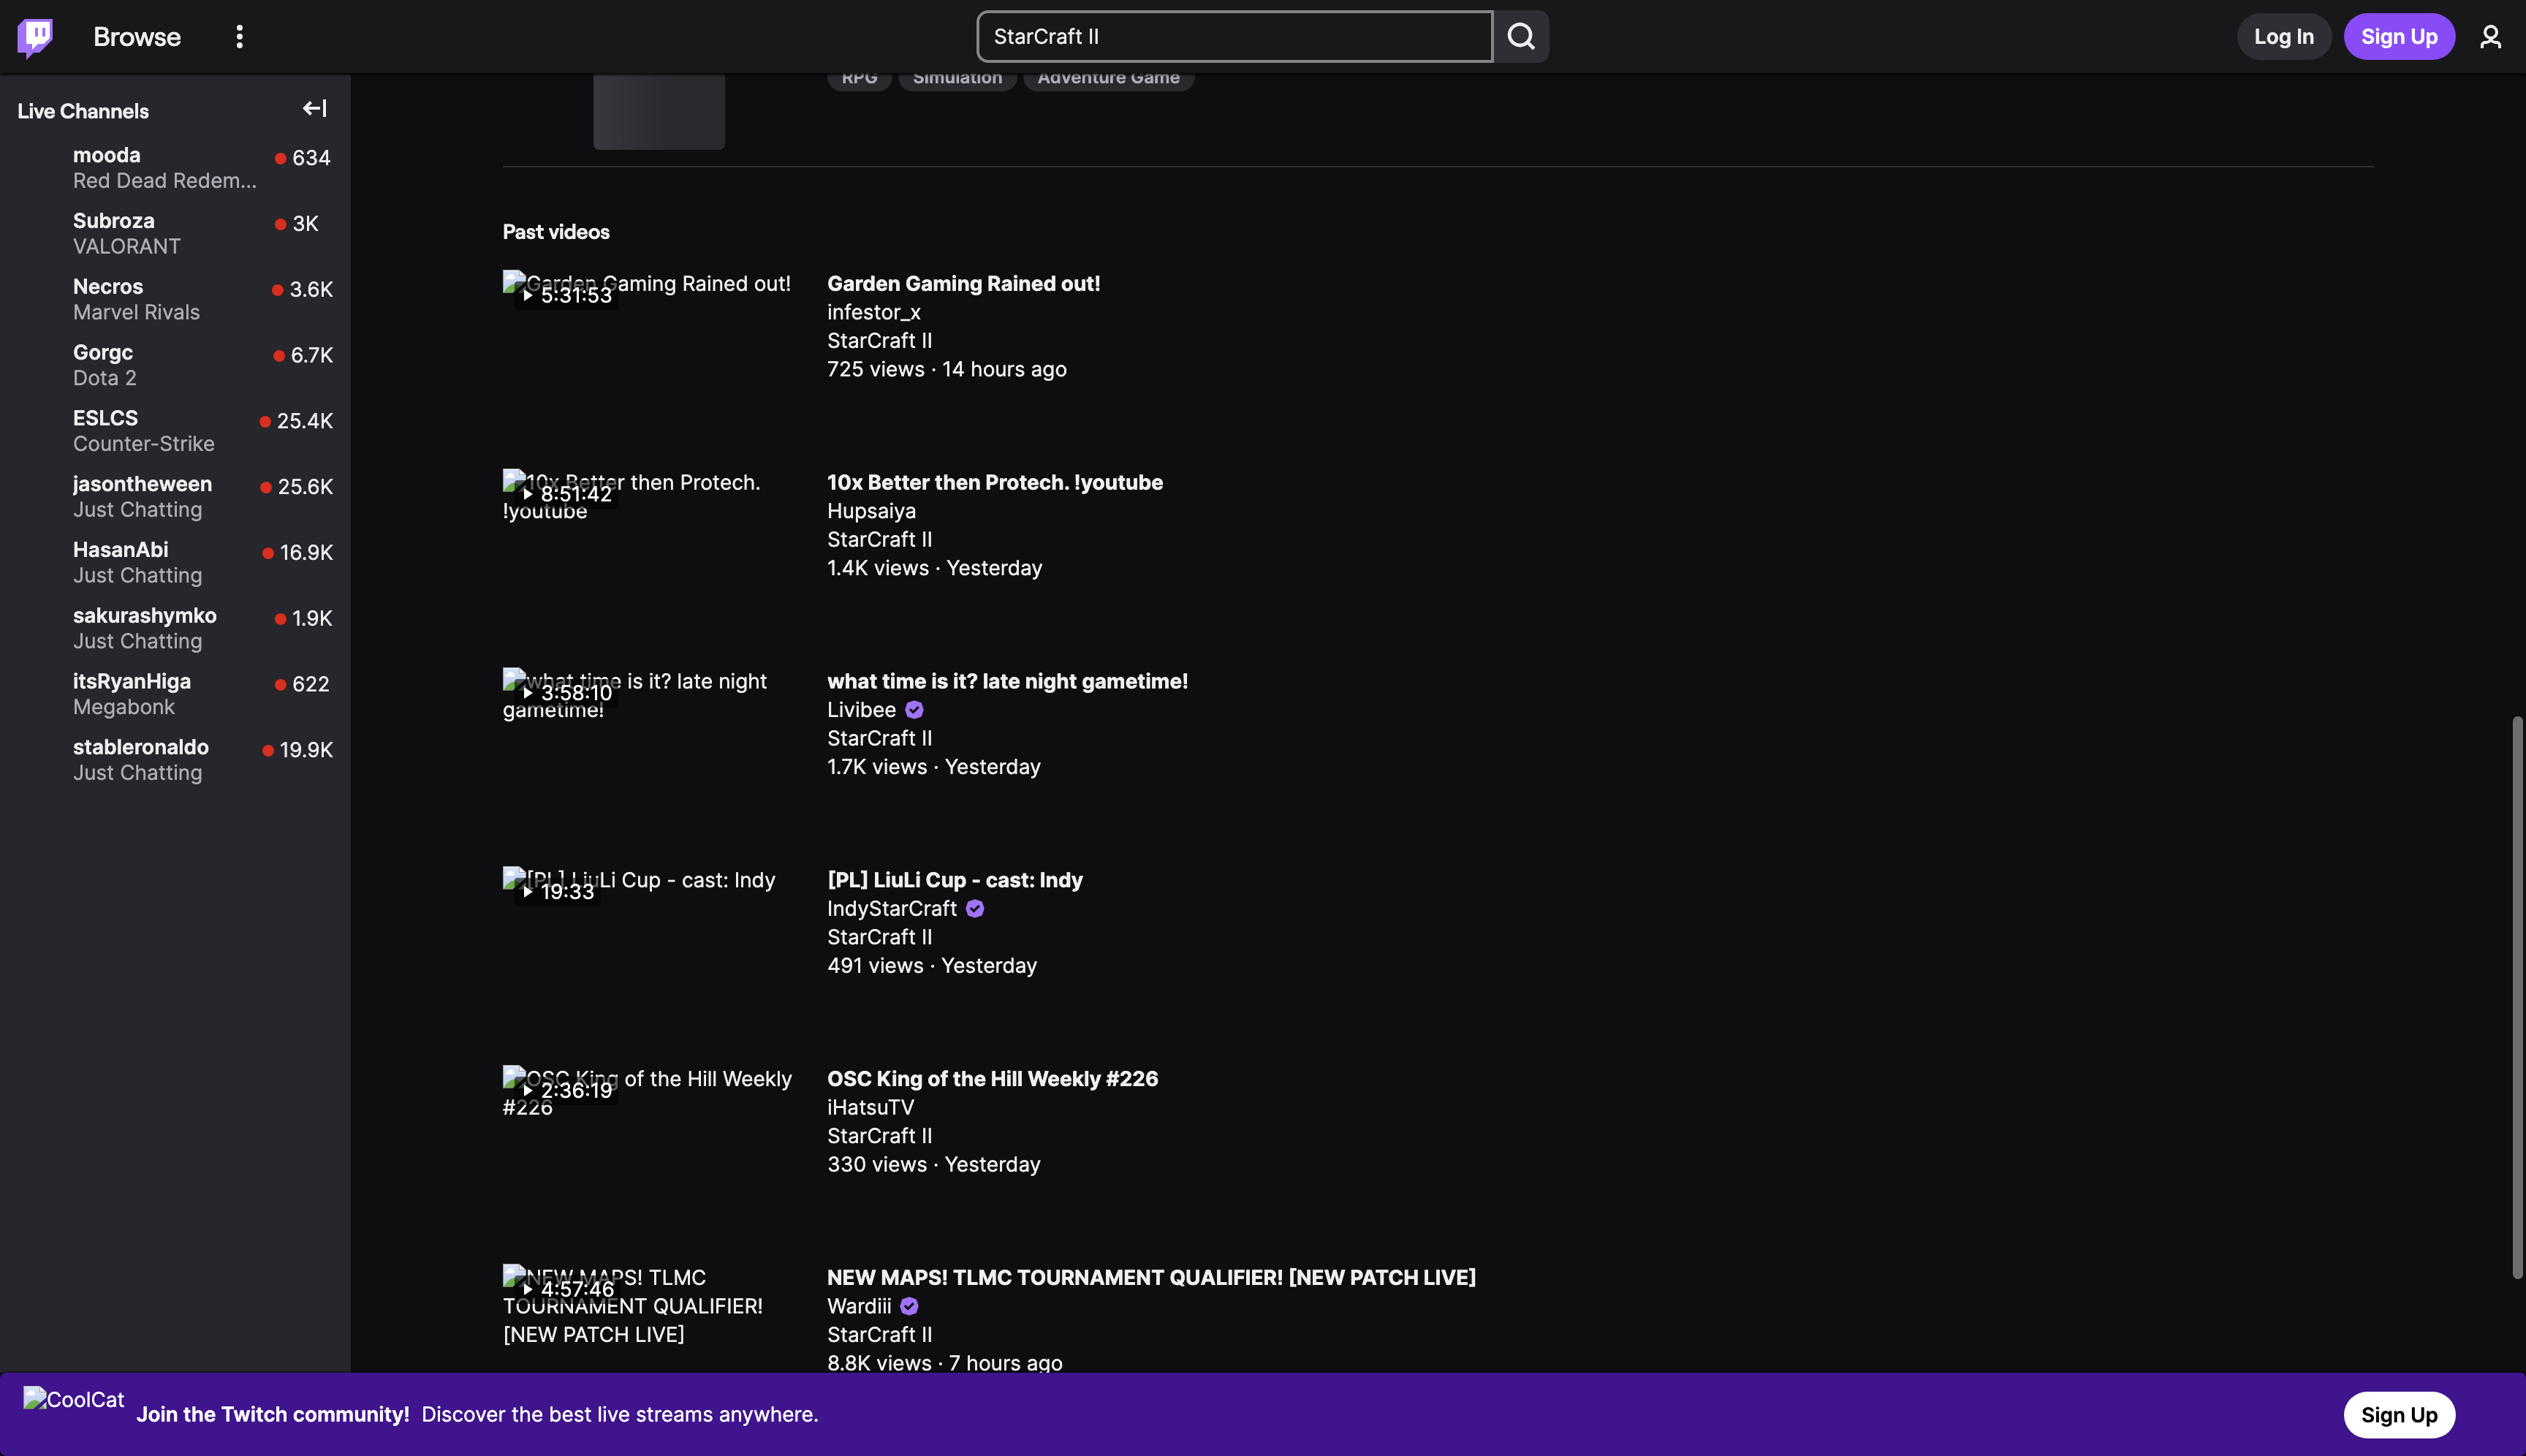 Browse
StarCraft II
Log In
Sign Up
Live Channels
mooda
634
Red Dead Redem...
Subroza
3K
VALORANT
Necros
3.6K
Marvel Rivals
Gorgc
6.7K
Dota 2
ESLCS
25.4K
Counter-Strike
jasontheween
25.6K
Just Chatting
HasanAbi
16.9K
Just Chatting
sakurashymko
1.9K
Just Chatting
itsRyanHiga
622
Megabonk
stableronaldo
19.9K
Just Chatting
RPG
Simulation
Adventure Game
Past videos
Garden Gaming Rained out!
5:31:53
Garden Gaming Rained out!
infestor_x
StarCraft II
725 views · 14 hours ago
10x Better then Protech.
8:51:42
!youtube
10x Better then Protech. !youtube
Hupsaiya
StarCraft II
1.4K views · Yesterday
what time is it? late night
3:58:10
gametime!
what time is it? late night gametime!
Livibee
StarCraft II
1.7K views · Yesterday
[PL] LiuLi Cup - cast: Indy
19:33
[PL] LiuLi Cup - cast: Indy
IndyStarCraft
StarCraft II
491 views · Yesterday
OSC King of the Hill Weekly
2:36:19
#226
OSC King of the Hill Weekly #226
iHatsuTV
StarCraft II
330 views · Yesterday
NEW MAPS! TLMC
4:57:46
TOURNAMENT QUALIFIER!
[NEW PATCH LIVE]
NEW MAPS! TLMC TOURNAMENT QUALIFIER! [NEW PATCH LIVE]
Wardiii
StarCraft II
8.8K views · 7 hours ago
CoolCat
Join the Twitch community! Discover the best live streams anywhere.
Sign Up